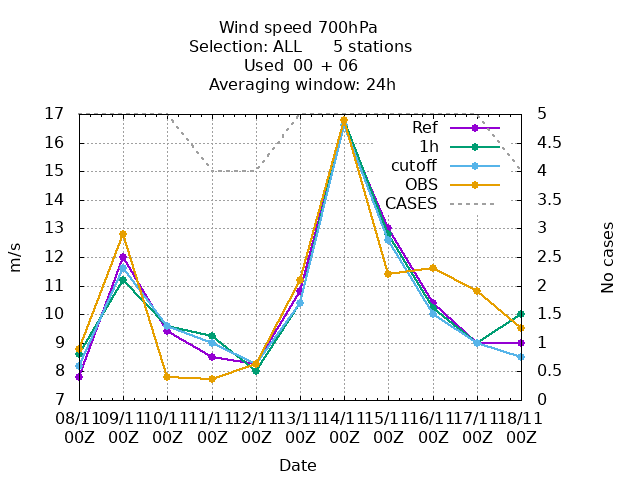 Wind speed 700hPa
Selection: ALL 5 stations
Used 00 + 06
Averaging window: 24h
17 5
16 4.5
15 4
14 3.5
13 3
12 2.5
11 2
10 1.5
9 1
8 0.5
7 0
Ref
1h
cutoff
OBS
CASES
m/s
No cases
08/11 09/11 10/11 11/11 12/11 13/11 14/11 15/11 16/11 17/11 18/11
00Z 00Z 00Z 00Z 00Z 00Z 00Z 00Z 00Z 00Z 00Z
Date